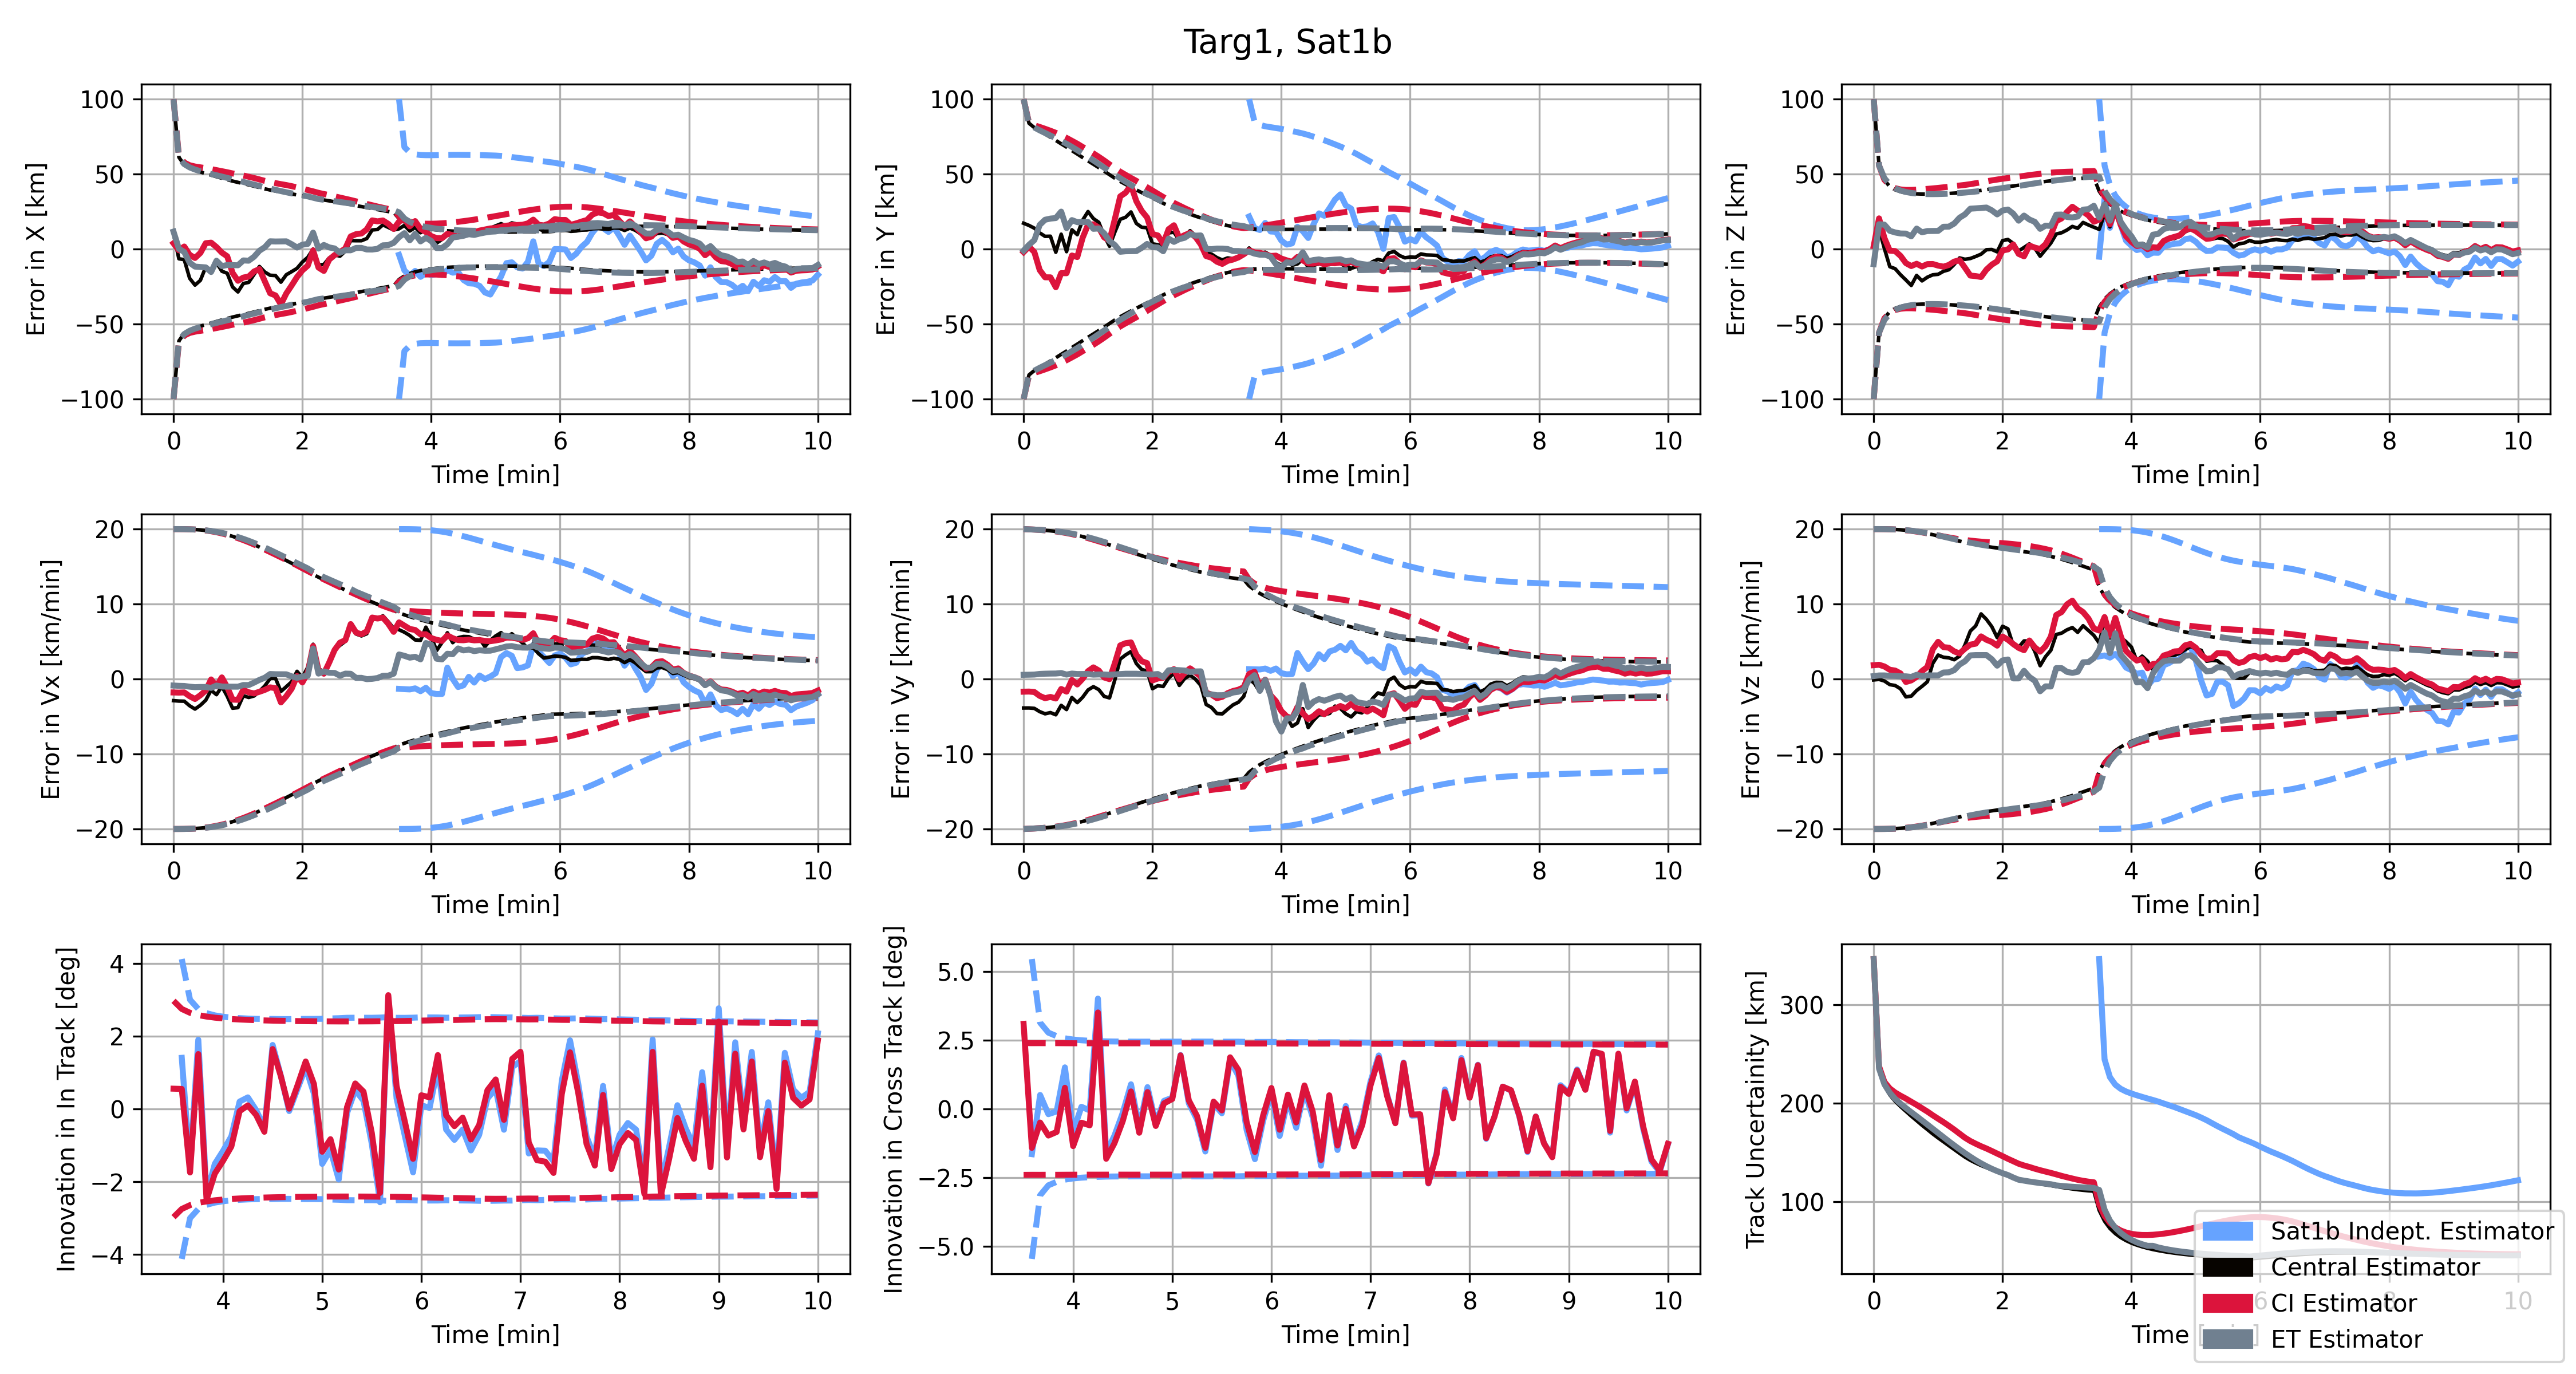 Targ1, Sat1b
Error in X [km]
100
50
0
−50
−100
0 2 4 6 8 10
Time [min]
Error in Y [km]
100
50
0
−50
−100
0 2 4 6 8 10
Time [min]
Error in Z [km]
100
50
0
−50
−100
0 2 4 6 8 10
Time [min]
Error in Vx [km/min]
20
10
0
−10
−20
0 2 4 6 8 10
Time [min]
Error in Vy [km/min]
20
10
0
−10
−20
0 2 4 6 8 10
Time [min]
Error in Vz [km/min]
20
10
0
−10
−20
0 2 4 6 8 10
Time [min]
Innovation in In Track [deg]
4
2
0
−2
−4
4 5 6 7 8 9 10
Time [min]
Innovation in Cross Track [deg]
5.0
2.5
0.0
−2.5
−5.0
4 5 6 7 8 9 10
Time [min]
Track Uncertainity [km]
300
200
100
0 2 4 6 8 10
Time [min]
Sat1b Indept. Estimator
Central Estimator
CI Estimator
ET Estimator